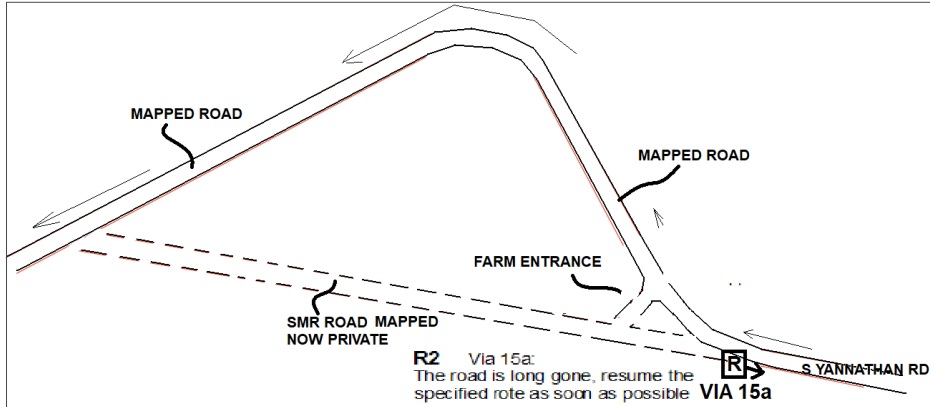 MAPPED ROAD
MAPPED ROAD
FARM ENTRANCE
SMR ROAD MAPPED
NOW PRIVATE
R2 Via 15a:
The road is long gone, resume the
specified rote as soon as possible
R
VIA 15a
S YANNATHAN RD